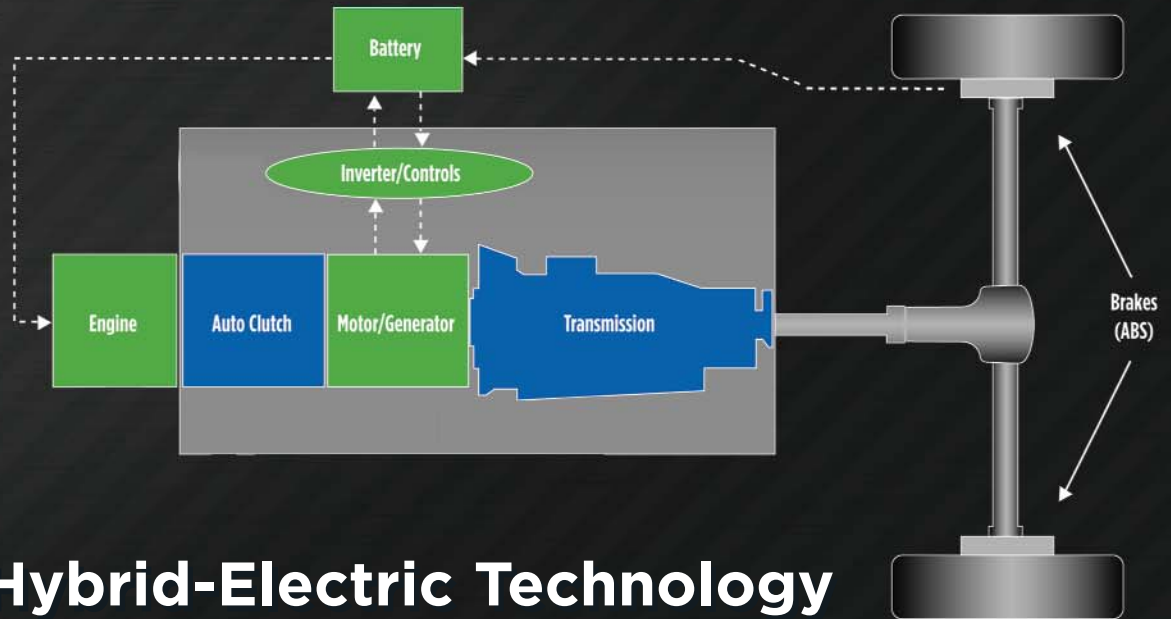 Battery
Inverter/Controls
Engine
Auto Clutch
Motor/Generator
Transmission
Brakes
(ABS)
Hybrid-Electric Technology